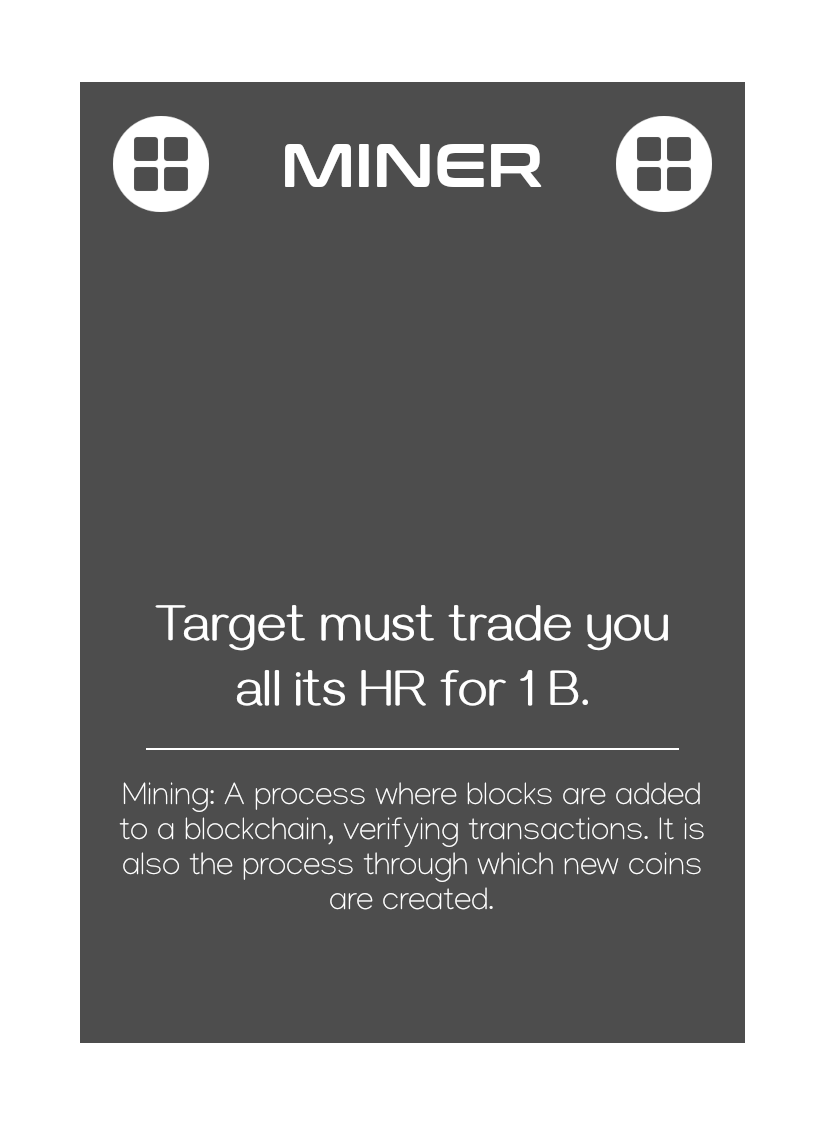 MINER
Target must trade you
all its HR for 1 B.
Mining: A process where blocks are added
to a blockchain, verifying transactions. It is
also the process through which new coins
are created.